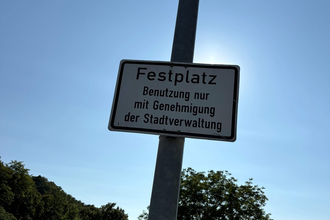 Festplatz
Benutzung nur
mit Genehmigung
der Stadtverwaltung